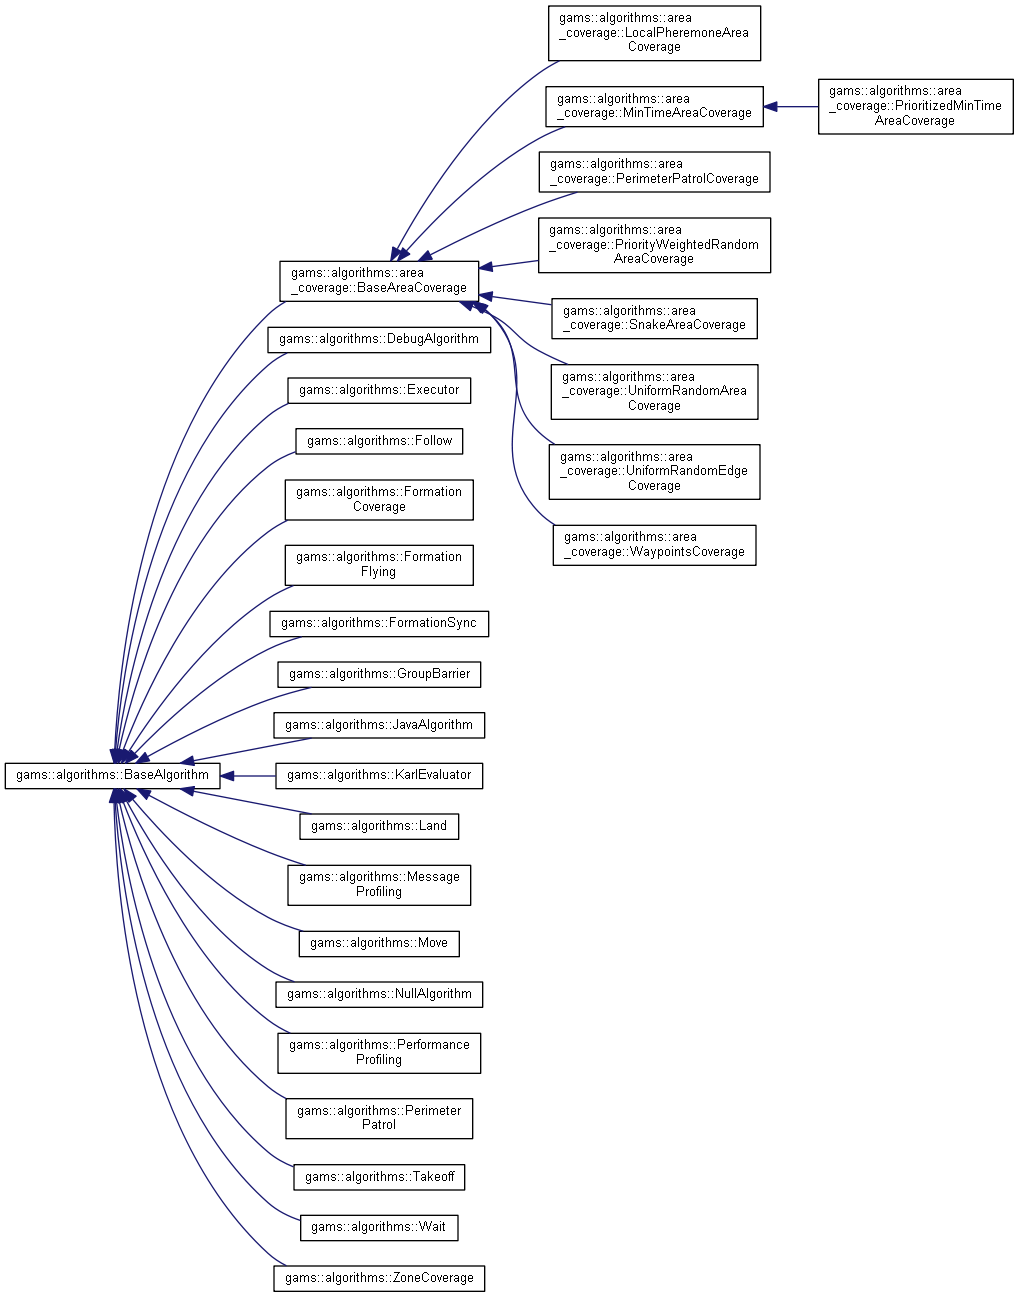 gams::algorithms::area
_coverage::LocalPheremoneArea
Coverage
gams::algorithms::area
_coverage::MinTimeAreaCoverage
gams::algorithms::area
_coverage::PrioritizedMinTime
AreaCoverage
gams::algorithms::area
_coverage::PerimeterPatrolCoverage
gams::algorithms::area
_coverage::PriorityWeightedRandom
AreaCoverage
gams::algorithms::area
_coverage::BaseAreaCoverage
gams::algorithms::area
_coverage::SnakeAreaCoverage
gams::algorithms::DebugAlgorithm
gams::algorithms::area
_coverage::UniformRandomArea
Coverage
gams::algorithms::Executor
gams::algorithms::Follow
gams::algorithms::area
_coverage::UniformRandomEdge
Coverage
gams::algorithms::Formation
Coverage
gams::algorithms::area
_coverage::WaypointsCoverage
gams::algorithms::Formation
Flying
gams::algorithms::FormationSync
gams::algorithms::GroupBarrier
gams::algorithms::JavaAlgorithm
gams::algorithms::BaseAlgorithm
gams::algorithms::KarlEvaluator
gams::algorithms::Land
gams::algorithms::Message
Profiling
gams::algorithms::Move
gams::algorithms::NullAlgorithm
gams::algorithms::Performance
Profiling
gams::algorithms::Perimeter
Patrol
gams::algorithms::Takeoff
gams::algorithms::Wait
gams::algorithms::ZoneCoverage